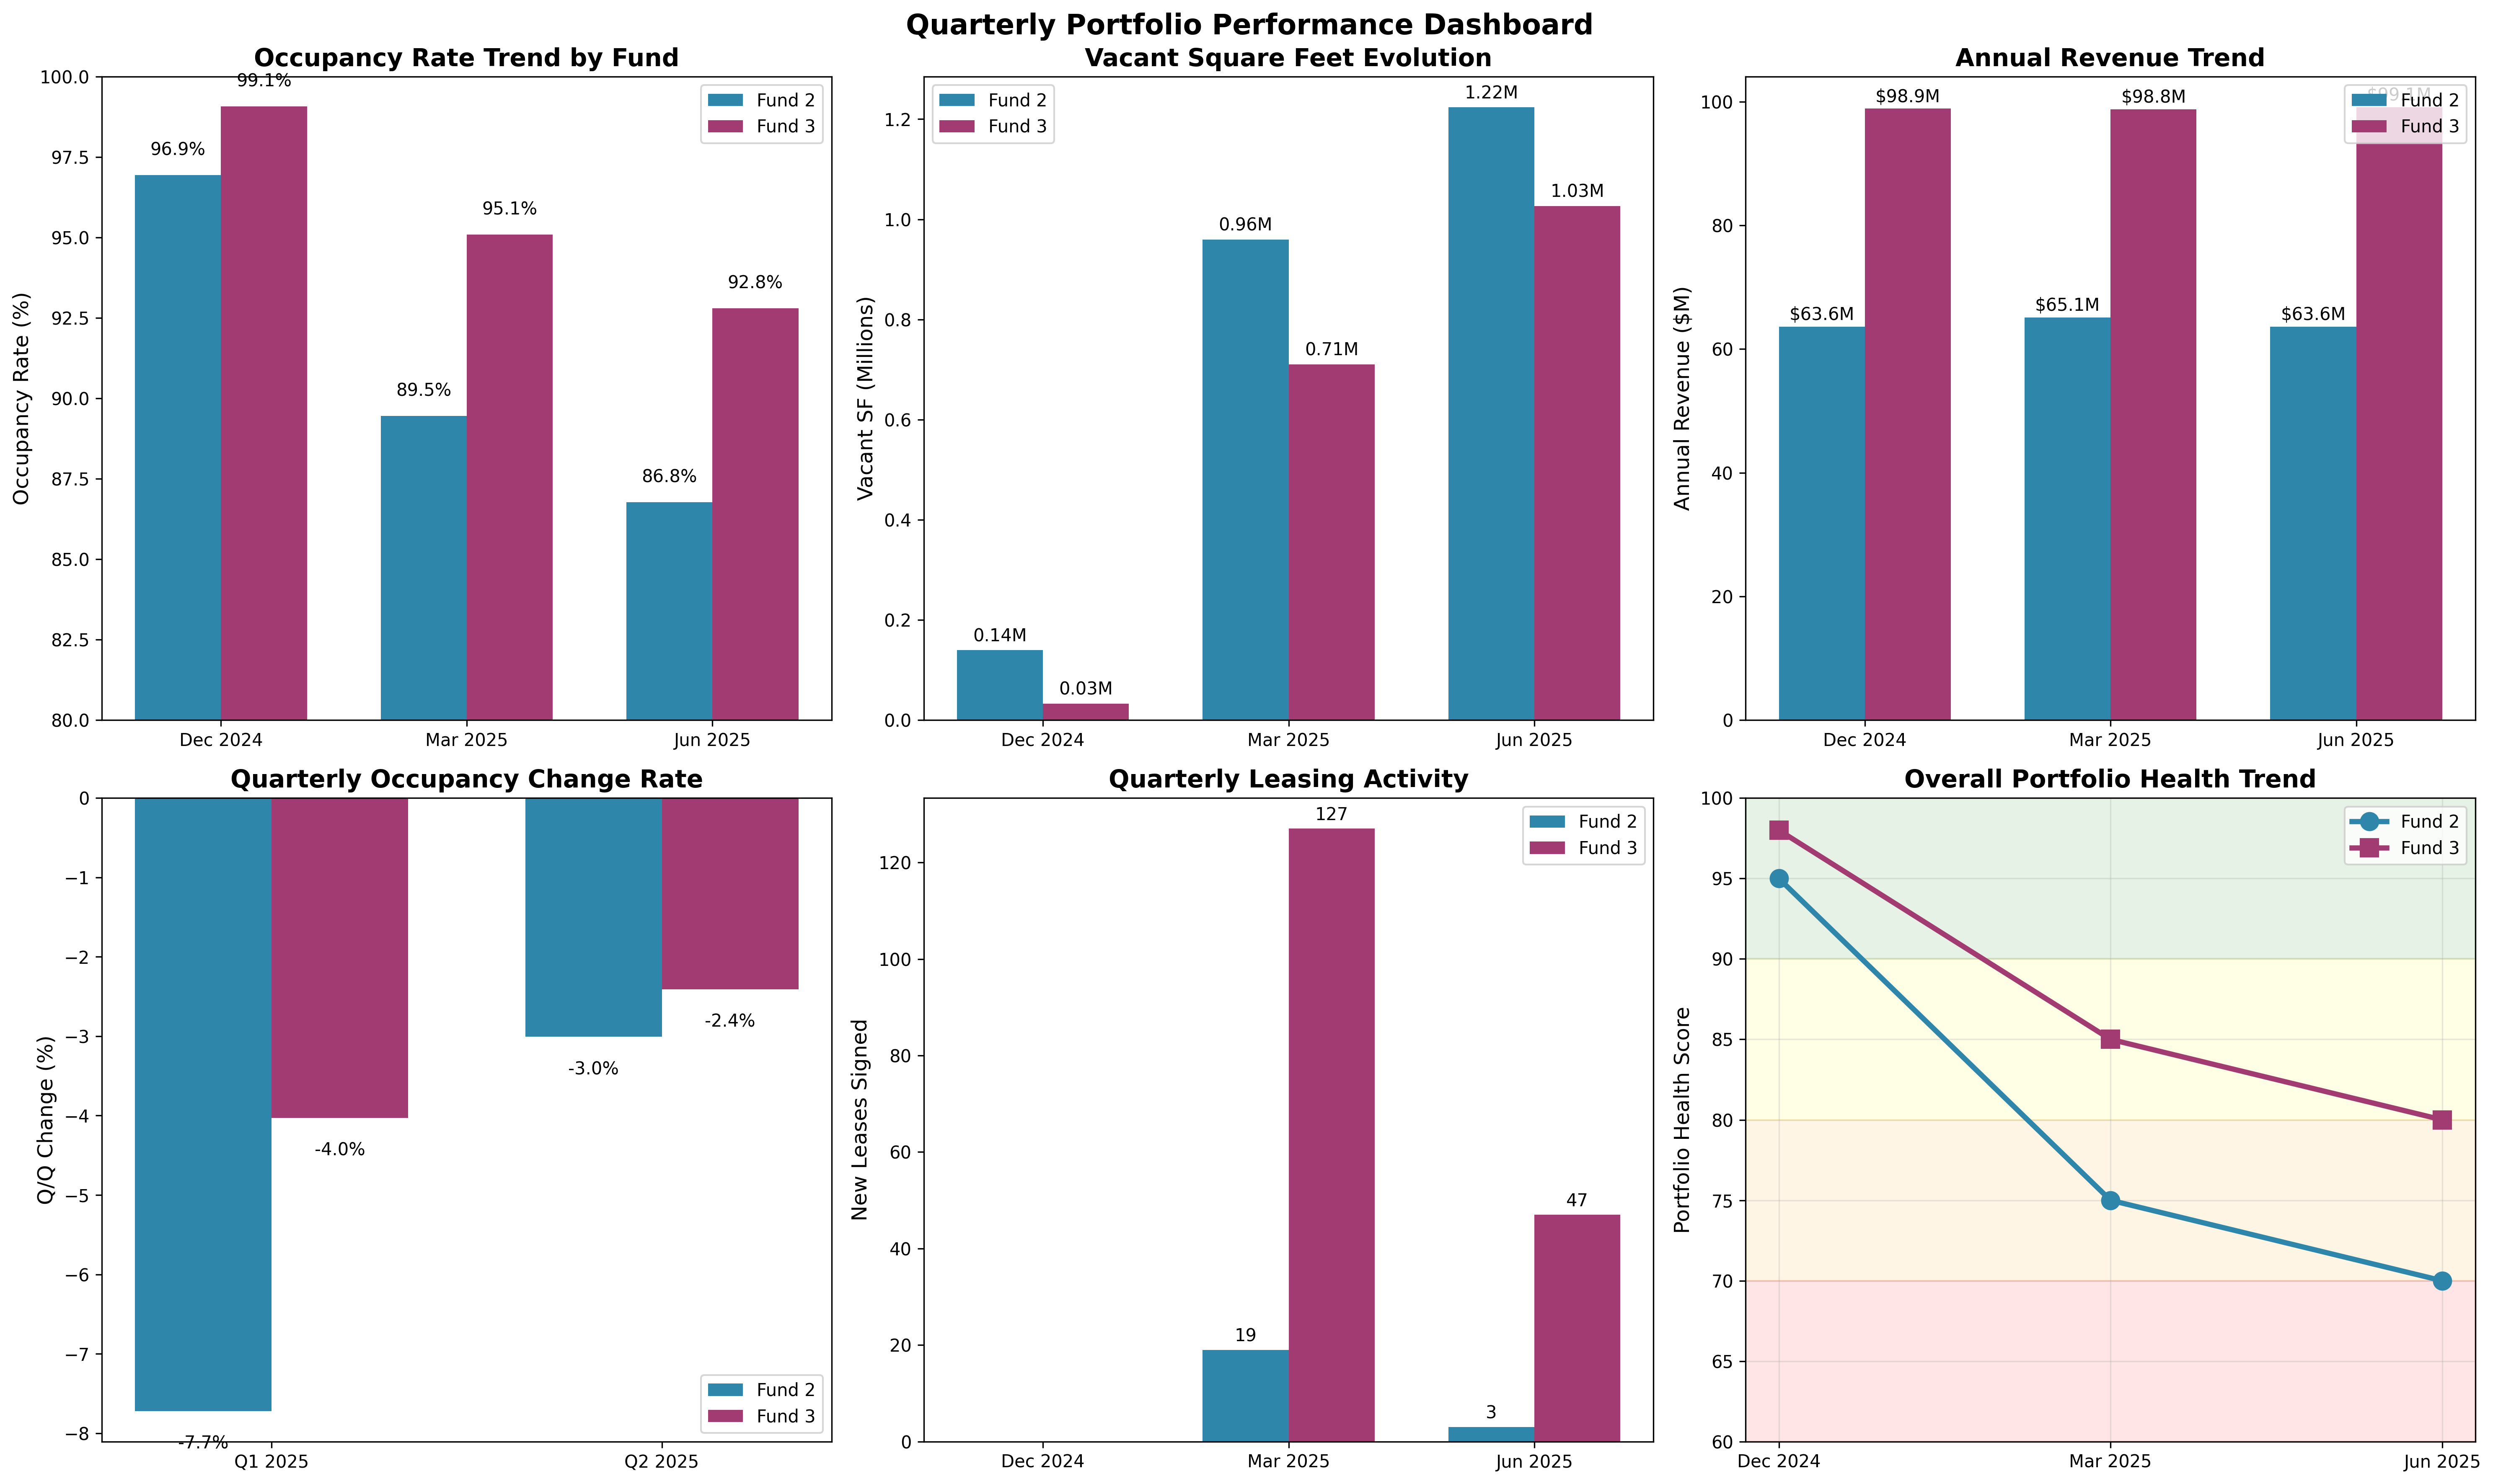 Quarterly Portfolio Performance Dashboard
Occupancy Rate Trend by Fund
Occupancy Rate (%)
100.0
97.5
95.0
92.5
90.0
87.5
85.0
82.5
80.0
96.9%
99.1%
89.5%
95.1%
86.8%
92.8%
Fund 2
Fund 3
Dec 2024
Mar 2025
Jun 2025
Vacant Square Feet Evolution
Vacant SF (Millions)
1.2
1.0
0.8
0.6
0.4
0.2
0.0
0.14M
0.03M
0.96M
0.71M
1.22M
1.03M
Fund 2
Fund 3
Dec 2024
Mar 2025
Jun 2025
Annual Revenue Trend
Annual Revenue ($M)
100
80
60
40
20
0
$63.6M
$98.9M
$65.1M
$98.8M
$63.6M
$99.1M
Fund 2
Fund 3
Dec 2024
Mar 2025
Jun 2025
Quarterly Occupancy Change Rate
Q/Q Change (%)
0
−1
−2
−3
−4
−5
−6
−7
−8
-7.7%
-4.0%
-3.0%
-2.4%
Fund 2
Fund 3
Q1 2025
Q2 2025
Quarterly Leasing Activity
New Leases Signed
120
100
80
60
40
20
0
19
127
3
47
Fund 2
Fund 3
Dec 2024
Mar 2025
Jun 2025
Overall Portfolio Health Trend
Portfolio Health Score
100
95
90
85
80
75
70
65
60
Fund 2
Fund 3
Dec 2024
Mar 2025
Jun 2025